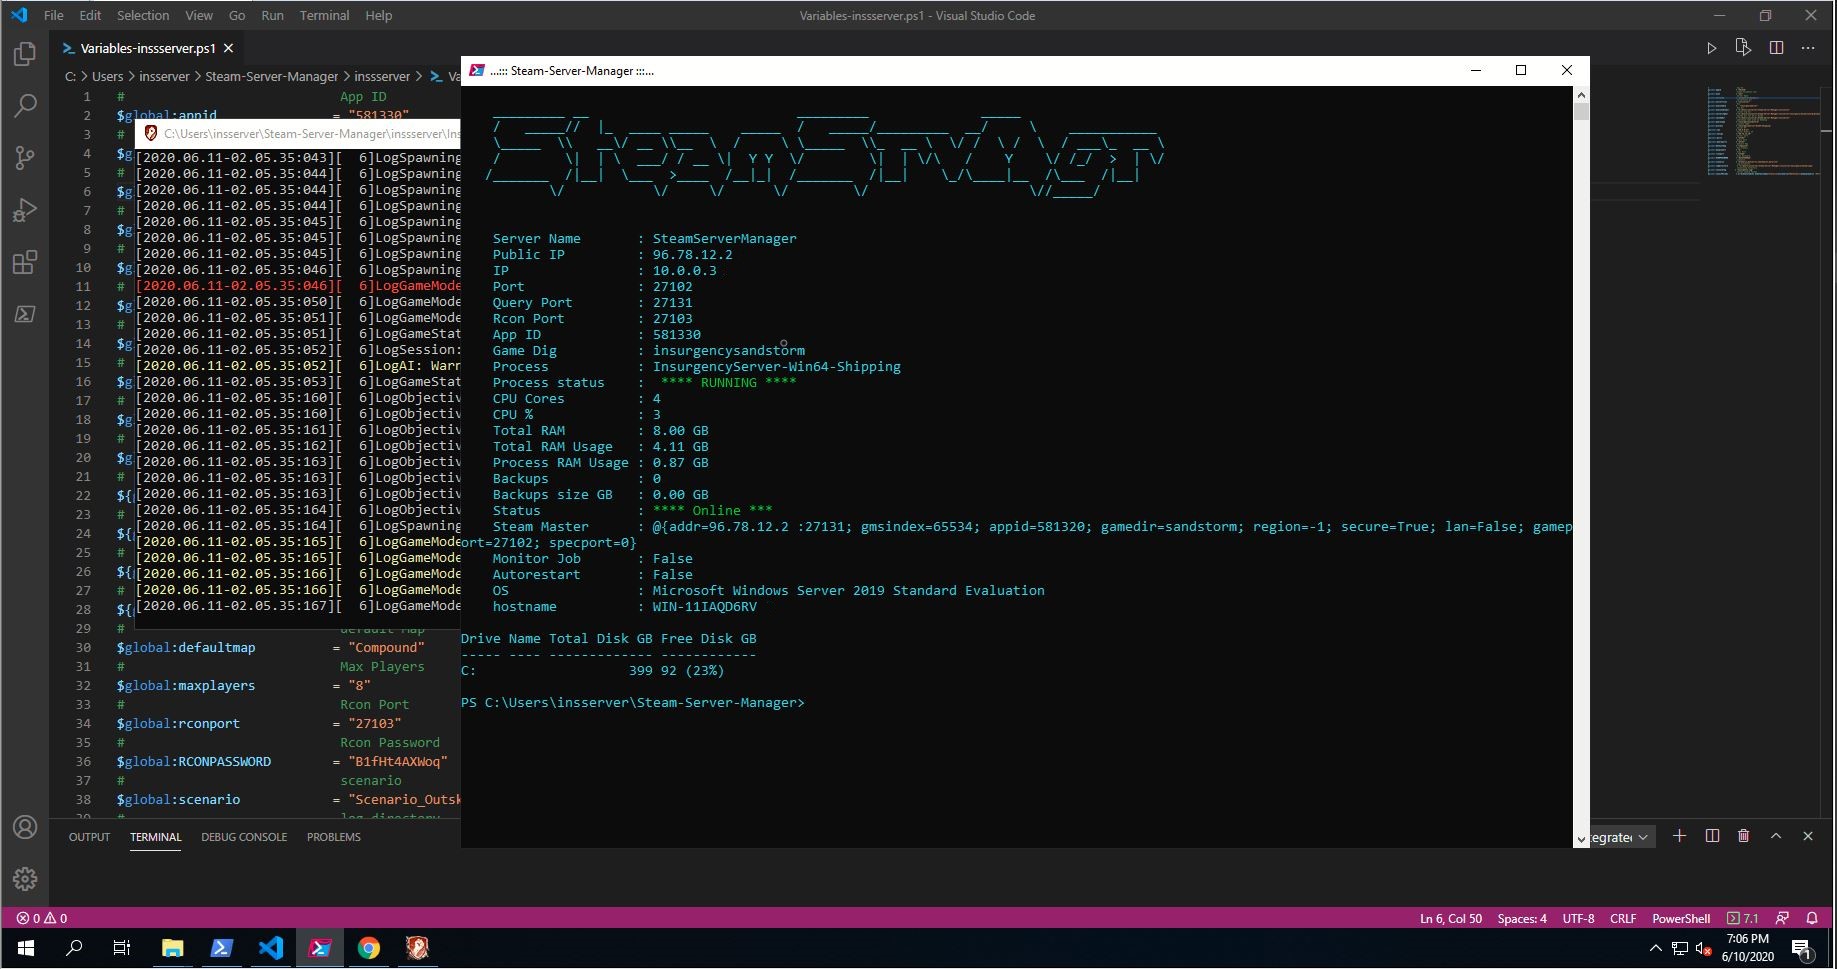 File Edit Selection View Go Run Terminal Help
Variables-inssserver.ps1 - Visual Studio Code
Variables-inssserver.ps1
C: > Users > insserver > Steam-Server-Manager > inssserver > Va
1 # App ID
2 $global:appid = "581330"
3 #
4 $g
5 #
6 $g
7 #
8 $g
9 #
10 $g
11 #
12 $g
13 #
14 $g
15 #
16 $g
17 #
18 $g
19 #
20 $g
21 #
22 ${
23 #
24 ${
25 #
26 ${
27 #
28 ${
29 # default Map
30 $global:defaultmap = "Compound"
31 # Max Players
32 $global:maxplayers = "8"
33 # Rcon Port
34 $global:rconport = "27103"
35 # Rcon Password
36 $global:RCONPASSWORD = "B1fHt4AXWoq"
37 # scenario
38 $global:scenario = "Scenario_Outsk
39 # log directory
C:\Users\insserver\Steam-Server-Manager\inssserver\Ins
[2020.06.11-02.05.35:043][ 6]LogSpawning
[2020.06.11-02.05.35:044][ 6]LogSpawning
[2020.06.11-02.05.35:044][ 6]LogSpawning
[2020.06.11-02.05.35:044][ 6]LogSpawning
[2020.06.11-02.05.35:045][ 6]LogSpawning
[2020.06.11-02.05.35:045][ 6]LogSpawning
[2020.06.11-02.05.35:045][ 6]LogSpawning
[2020.06.11-02.05.35:046][ 6]LogSpawning
[2020.06.11-02.05.35:046][ 6]LogGameMode
[2020.06.11-02.05.35:050][ 6]LogGameMode
[2020.06.11-02.05.35:051][ 6]LogGameMode
[2020.06.11-02.05.35:051][ 6]LogGameStat
[2020.06.11-02.05.35:052][ 6]LogSession:
[2020.06.11-02.05.35:052][ 6]LogAI: Warn
[2020.06.11-02.05.35:053][ 6]LogGameStat
[2020.06.11-02.05.35:160][ 6]LogObjectiv
[2020.06.11-02.05.35:160][ 6]LogObjectiv
[2020.06.11-02.05.35:161][ 6]LogObjectiv
[2020.06.11-02.05.35:162][ 6]LogObjectiv
[2020.06.11-02.05.35:163][ 6]LogObjectiv
[2020.06.11-02.05.35:163][ 6]LogObjectiv
[2020.06.11-02.05.35:163][ 6]LogObjectiv
[2020.06.11-02.05.35:164][ 6]LogObjectiv
[2020.06.11-02.05.35:164][ 6]LogSpawning
[2020.06.11-02.05.35:165][ 6]LogGameMode
[2020.06.11-02.05.35:165][ 6]LogGameMode
[2020.06.11-02.05.35:166][ 6]LogGameMode
[2020.06.11-02.05.35:166][ 6]LogGameMode
[2020.06.11-02.05.35:167][ 6]LogGameMode
...::: Steam-Server-Manager :::...
Server Name : SteamServerManager
Public IP : 96.78.12.2
IP : 10.0.0.3
Port : 27102
Query Port : 27131
Rcon Port : 27103
App ID : 581330
Game Dig : insurgencysandstorm
Process : InsurgencyServer-Win64-Shipping
Process status : **** RUNNING ****
CPU Cores : 4
CPU % : 3
Total RAM : 8.00 GB
Total RAM Usage : 4.11 GB
Process RAM Usage : 0.87 GB
Backups : 0
Backups size GB : 0.00 GB
Status : **** Online ***
Steam Master : @{addr=96.78.12.2 :27131; gmsindex=65534; appid=581320; gamedir=sandstorm; region=-1; secure=True; lan=False; gamep
ort=27102; specport=0}
Monitor Job : False
Autorestart : False
OS : Microsoft Windows Server 2019 Standard Evaluation
hostname : WIN-11IAQD6RV
Drive Name Total Disk GB Free Disk GB
----- ---- ------------- ------------
C: 399 92 (23%)
PS C:\Users\insserver\Steam-Server-Manager>
OUTPUT TERMINAL DEBUG CONSOLE PROBLEMS
tegrate
0 0
Ln 6, Col 50 Spaces: 4 UTF-8 CRLF PowerShell 7.1
7:06 PM
6/10/2020
1